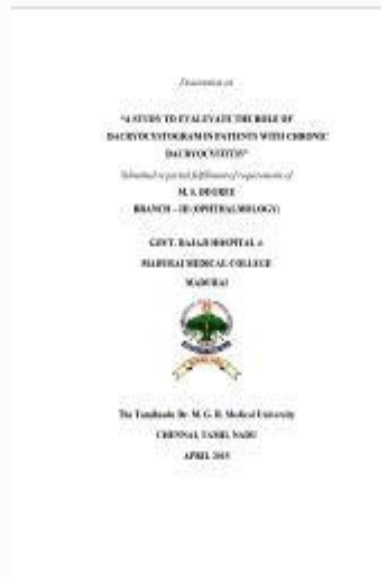 Dissertation on
“A STUDY TO EVALUVATE THE ROLE OF
DACRYOCYSTOGRAM IN PATIENTS WITH CHRONIC
DACRYOCYSTITIS”
Submitted in partial fulfillment of requirements of
M. S. DEGREE
BRANCH – III (OPHTHALMOLOGY)
GOVT. RAJAJI HOSPITAL &
MADURAI MEDICAL COLLEGE
MADURAI
The Tamilnadu Dr. M. G. R. Medical University
CHENNAI, TAMIL NADU
APRIL 2015